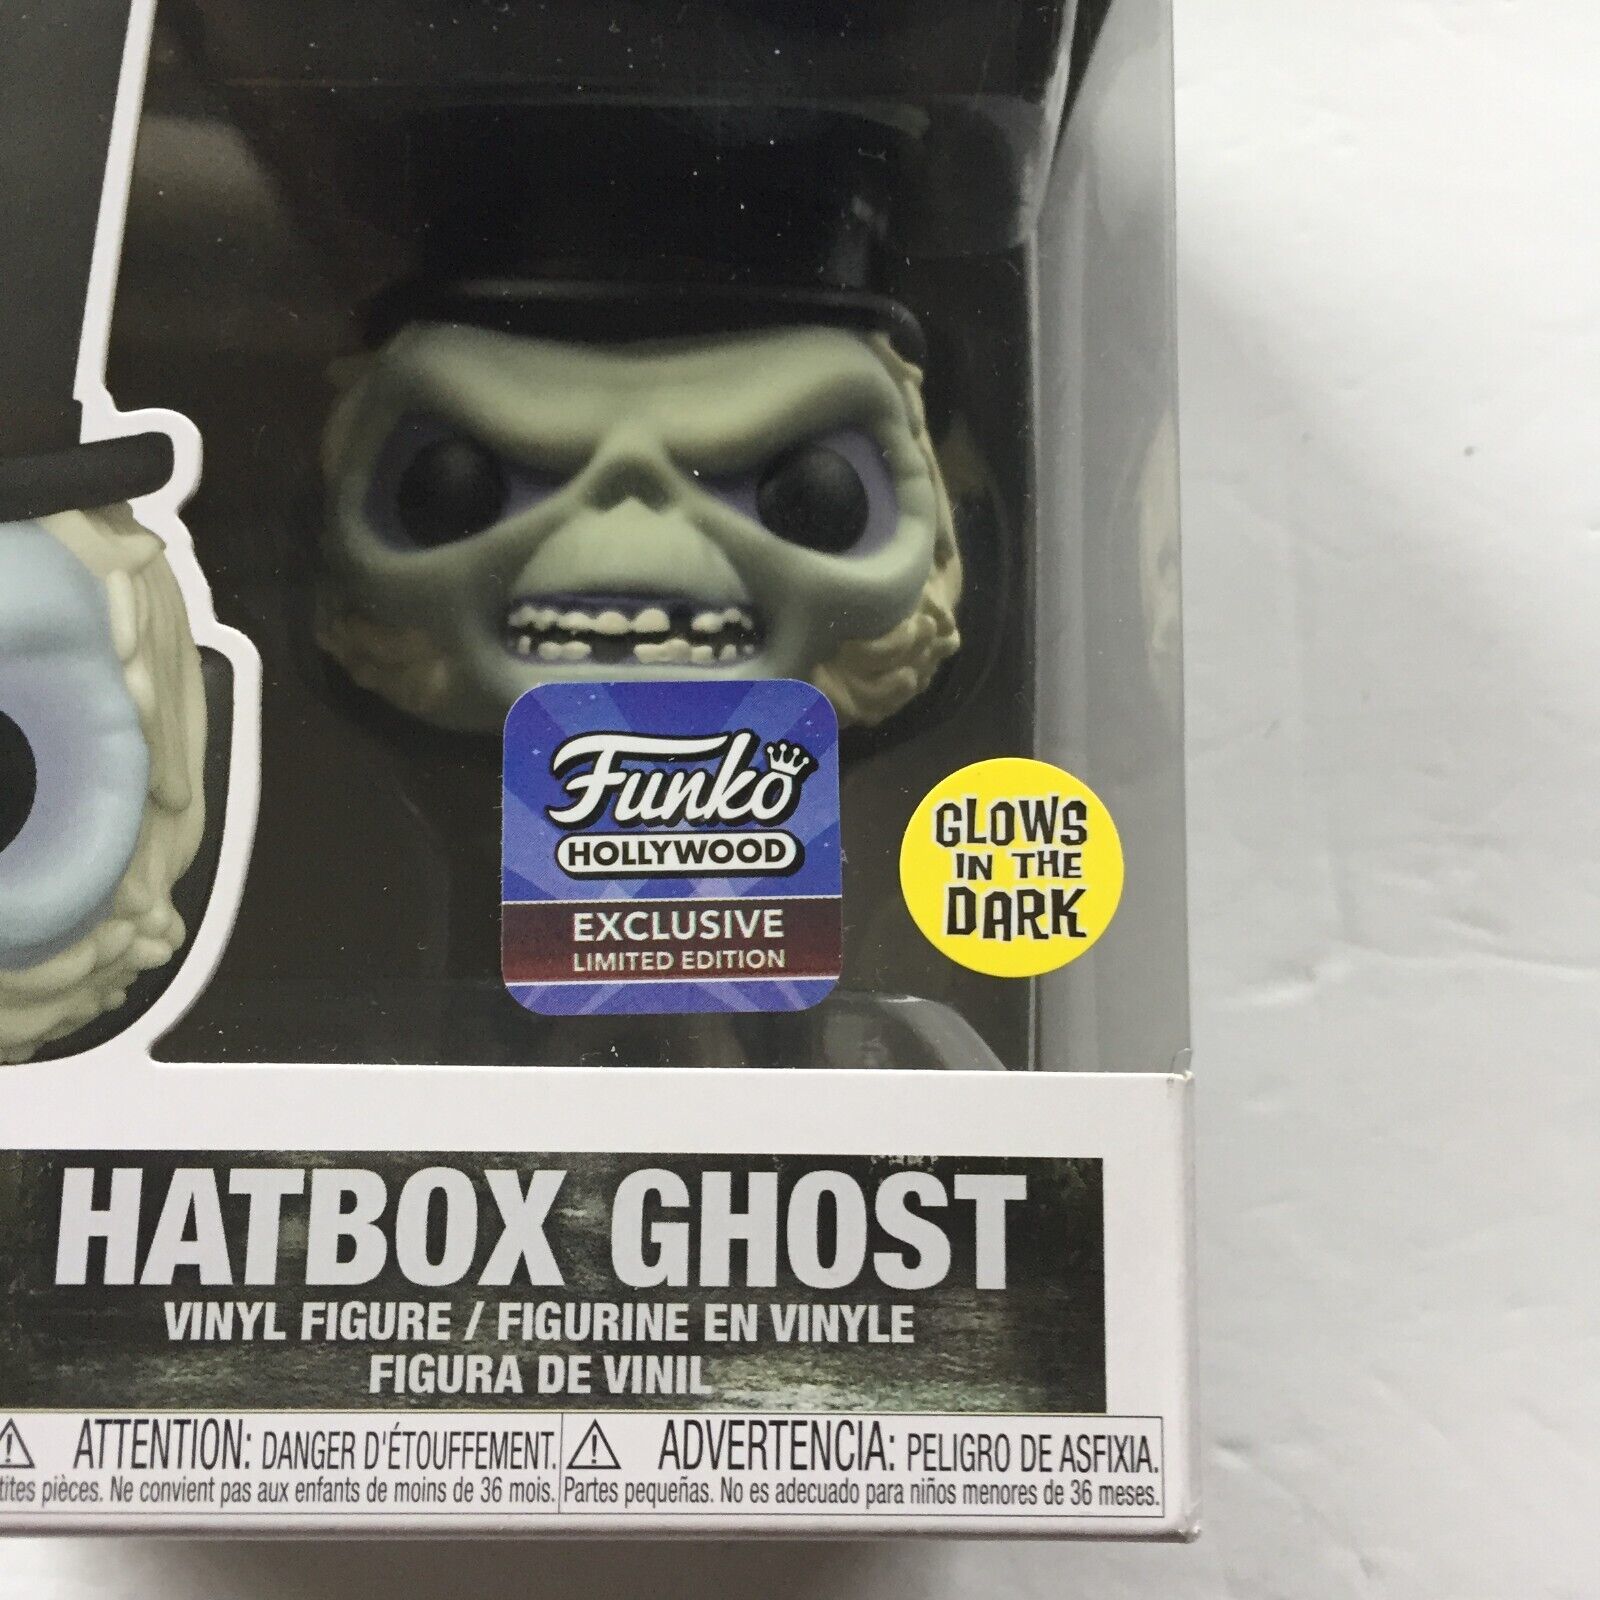 Funko
HOLLYWOOD
EXCLUSIVE
LIMITED EDITION
GLOWS
IN THE
DARK
HATBOX GHOST
VINYL FIGURE / FIGURINE EN VINYLE
FIGURA DE VINIL
ATTENTION: DANGER D'ÉTOUFFEMENT.
tites pièces. Ne convient pas aux enfants de moins de 36 mois.
ADVERTENCIA: PELIGRO DE ASFIXIA.
Partes pequeñas. No es adecuado para niños menores de 36 meses.